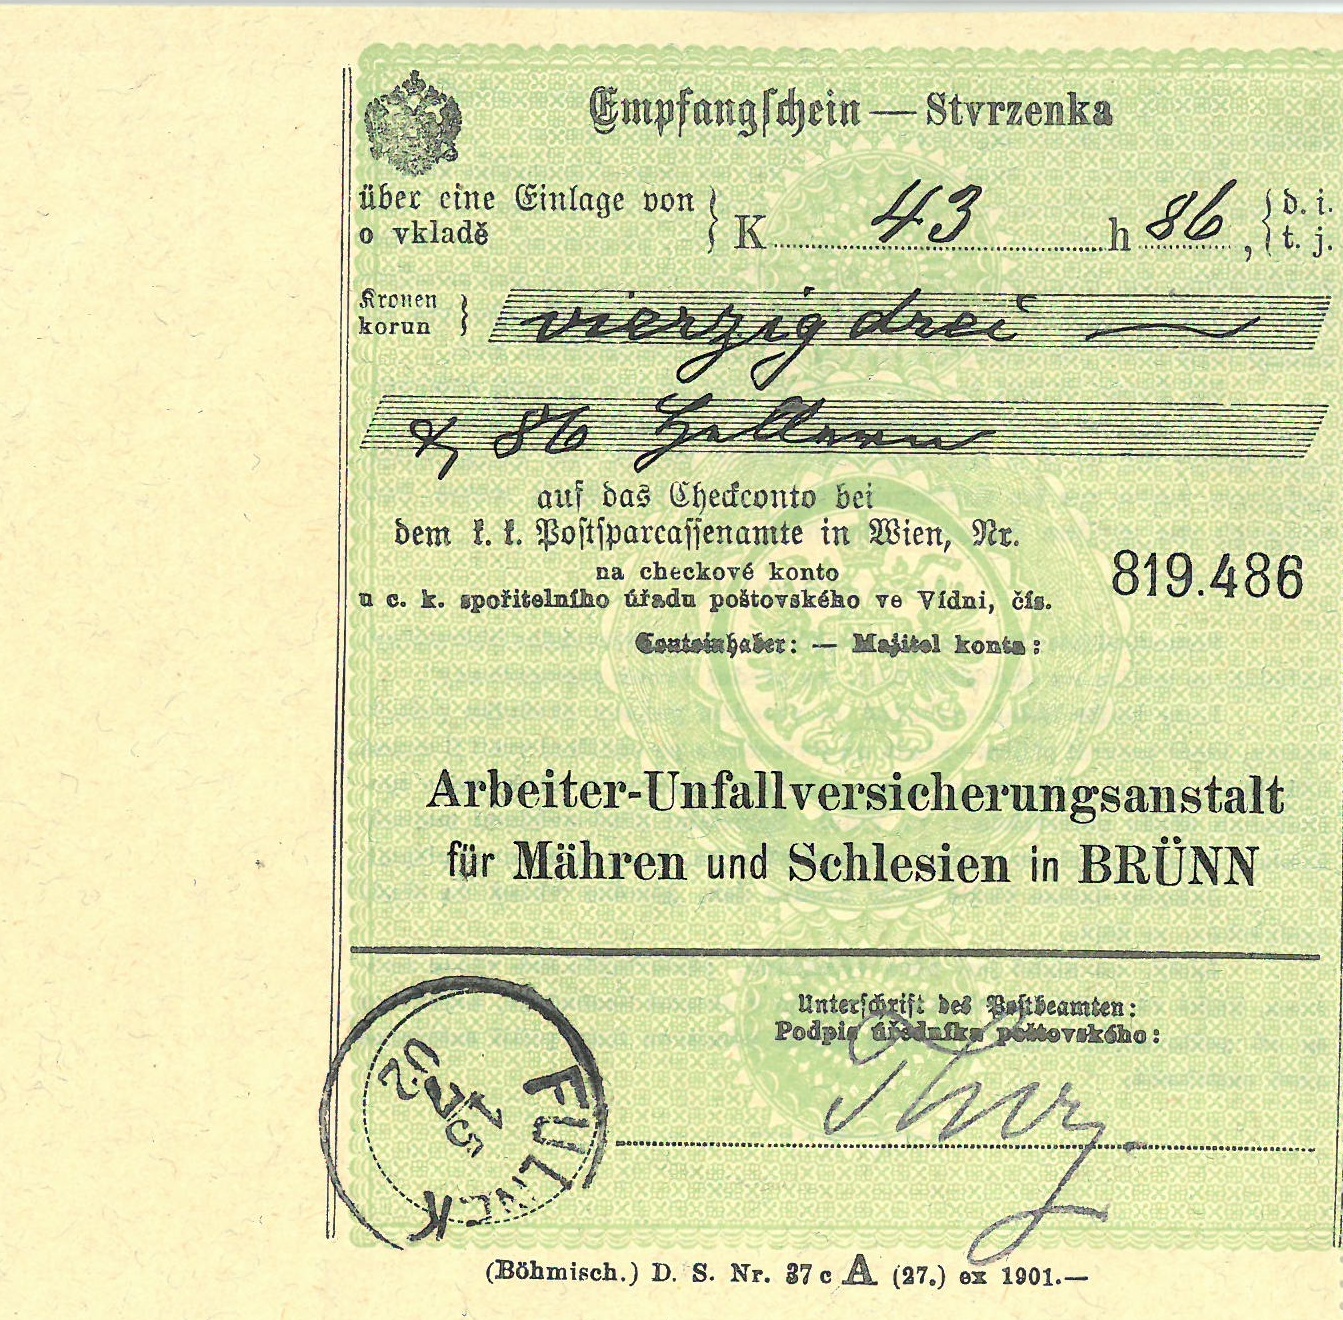 Empfangſchein — Stvrzenka
über eine Einlage von
o vkladě
K 43 h 86, d. i.
t. j.
Kronen
korun
vierzig drei
& 86 Hellern
auf das Checkconto bei
dem k. k. Poſtſparcaſſenamte in Wien, Nr.
na checkové konto
u c. k. spořitelního úřadu poštovského ve Vídni, čís.
819.486
Contoinhaber: — Majitel konta:
Arbeiter-Unfallversicherungsanstalt
für Mähren und Schlesien in BRÜNN
Unterſchrift des Poſtbeamten:
Podpis úředníka poštovského:
FULNEK
15/7
02
(Böhmisch.) D. S. Nr. 37 c A (27.) ex 1901.—